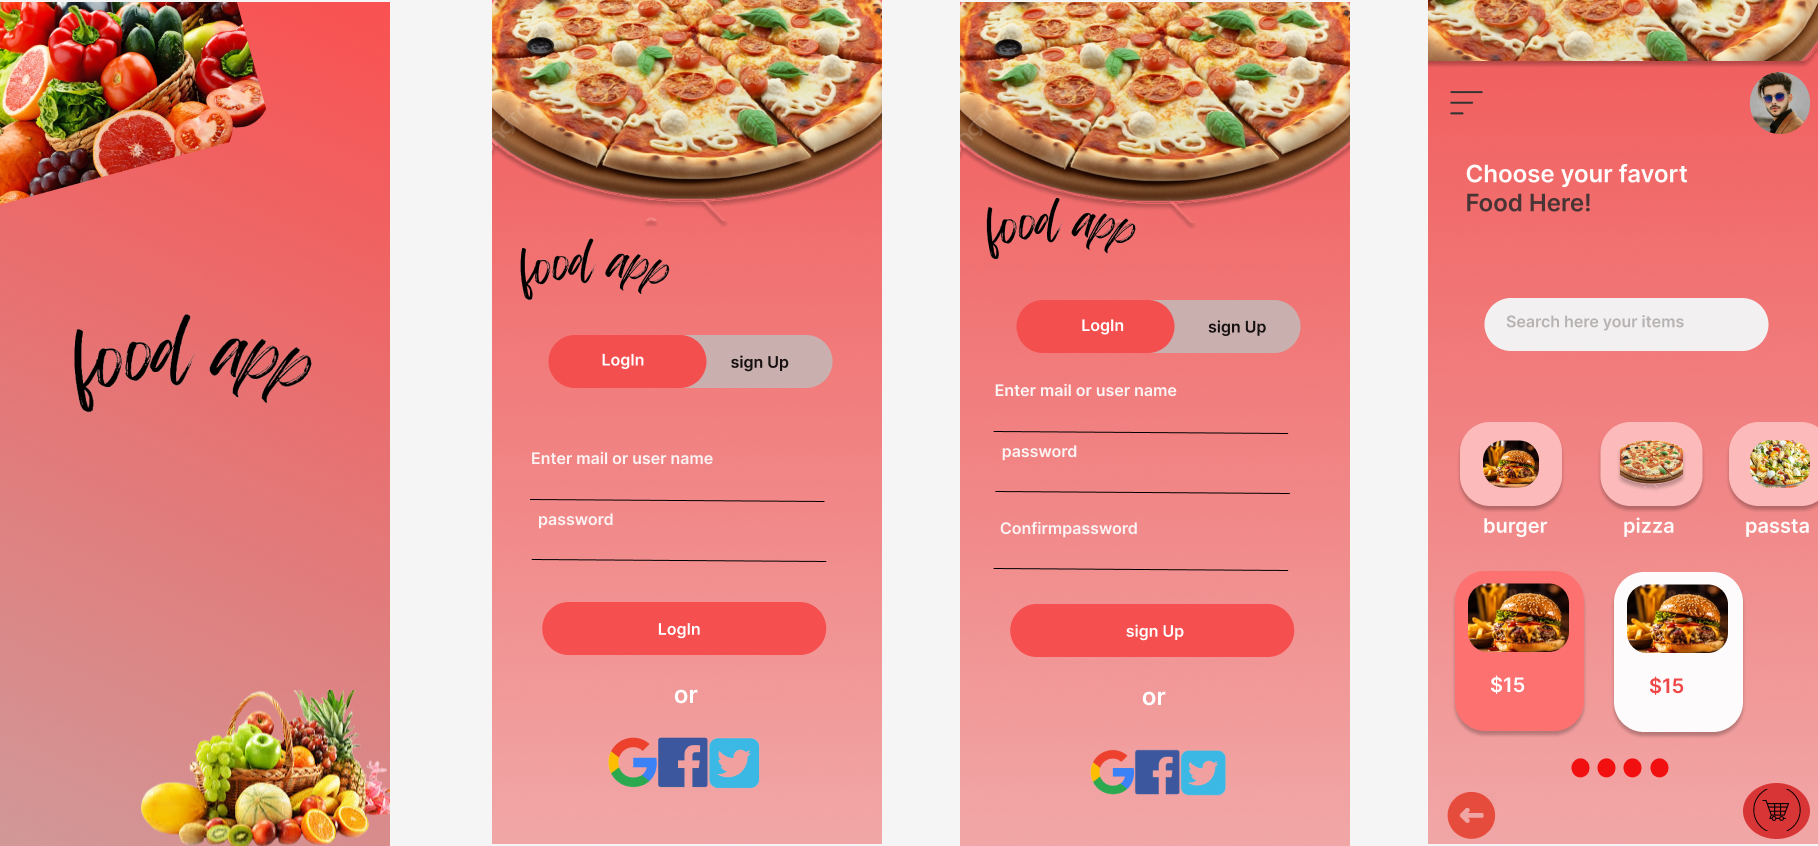 food app
food app
LogIn
sign Up
Enter mail or user name
password
LogIn
or
food app
LogIn
sign Up
Enter mail or user name
password
Confirmpassword
sign Up
or
Choose your favort
Food Here!
Search here your items
burger
pizza
passta
$15
$15